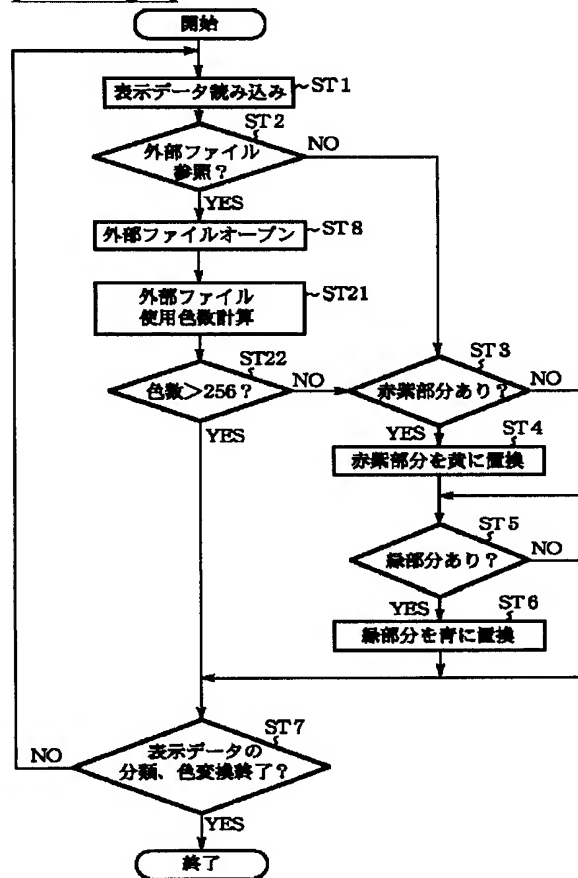 開始
表示データ読み込み
ST1
ST2
外部ファイル
参照?
NO
YES
外部ファイルオープン
ST8
外部ファイル
使用色数計算
ST21
ST22
色数>256?
NO
YES
ST3
赤紫部分あり?
NO
YES
ST4
赤紫部分を黄に置換
ST5
緑部分あり?
NO
YES
ST6
緑部分を青に置換
ST7
表示データの
分類、色変換終了?
NO
YES
終了